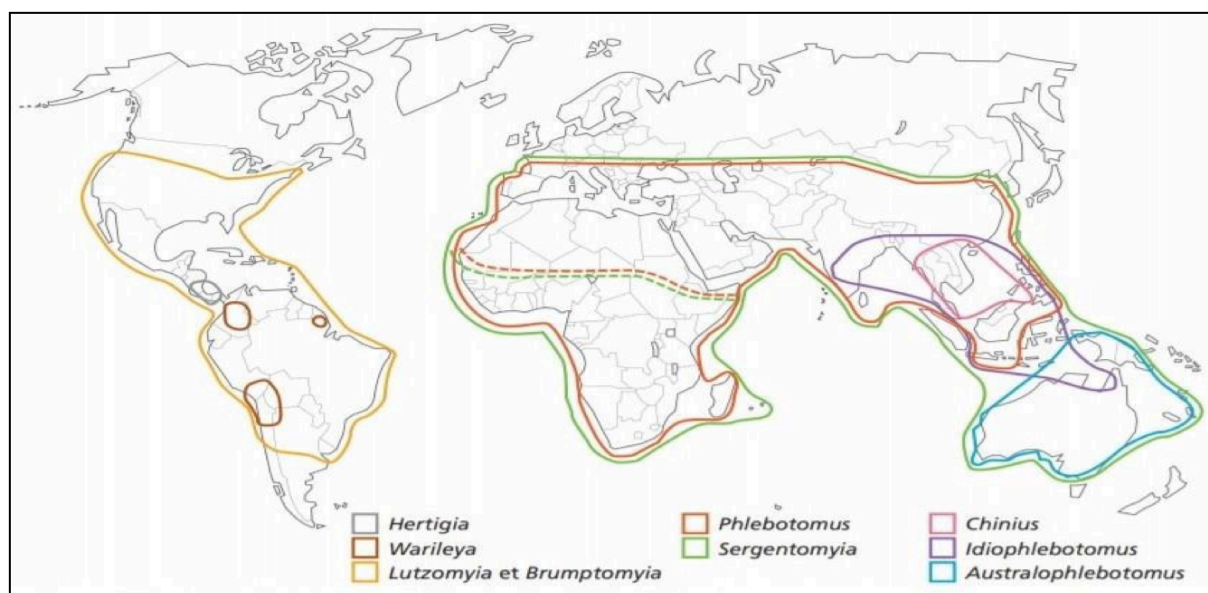 Hertigia
Warileya
Lutzomyia et Brumptomyia
Phlebotomus
Sergentomyia
Chinius
Idiophlebotomus
Australophlebotomus